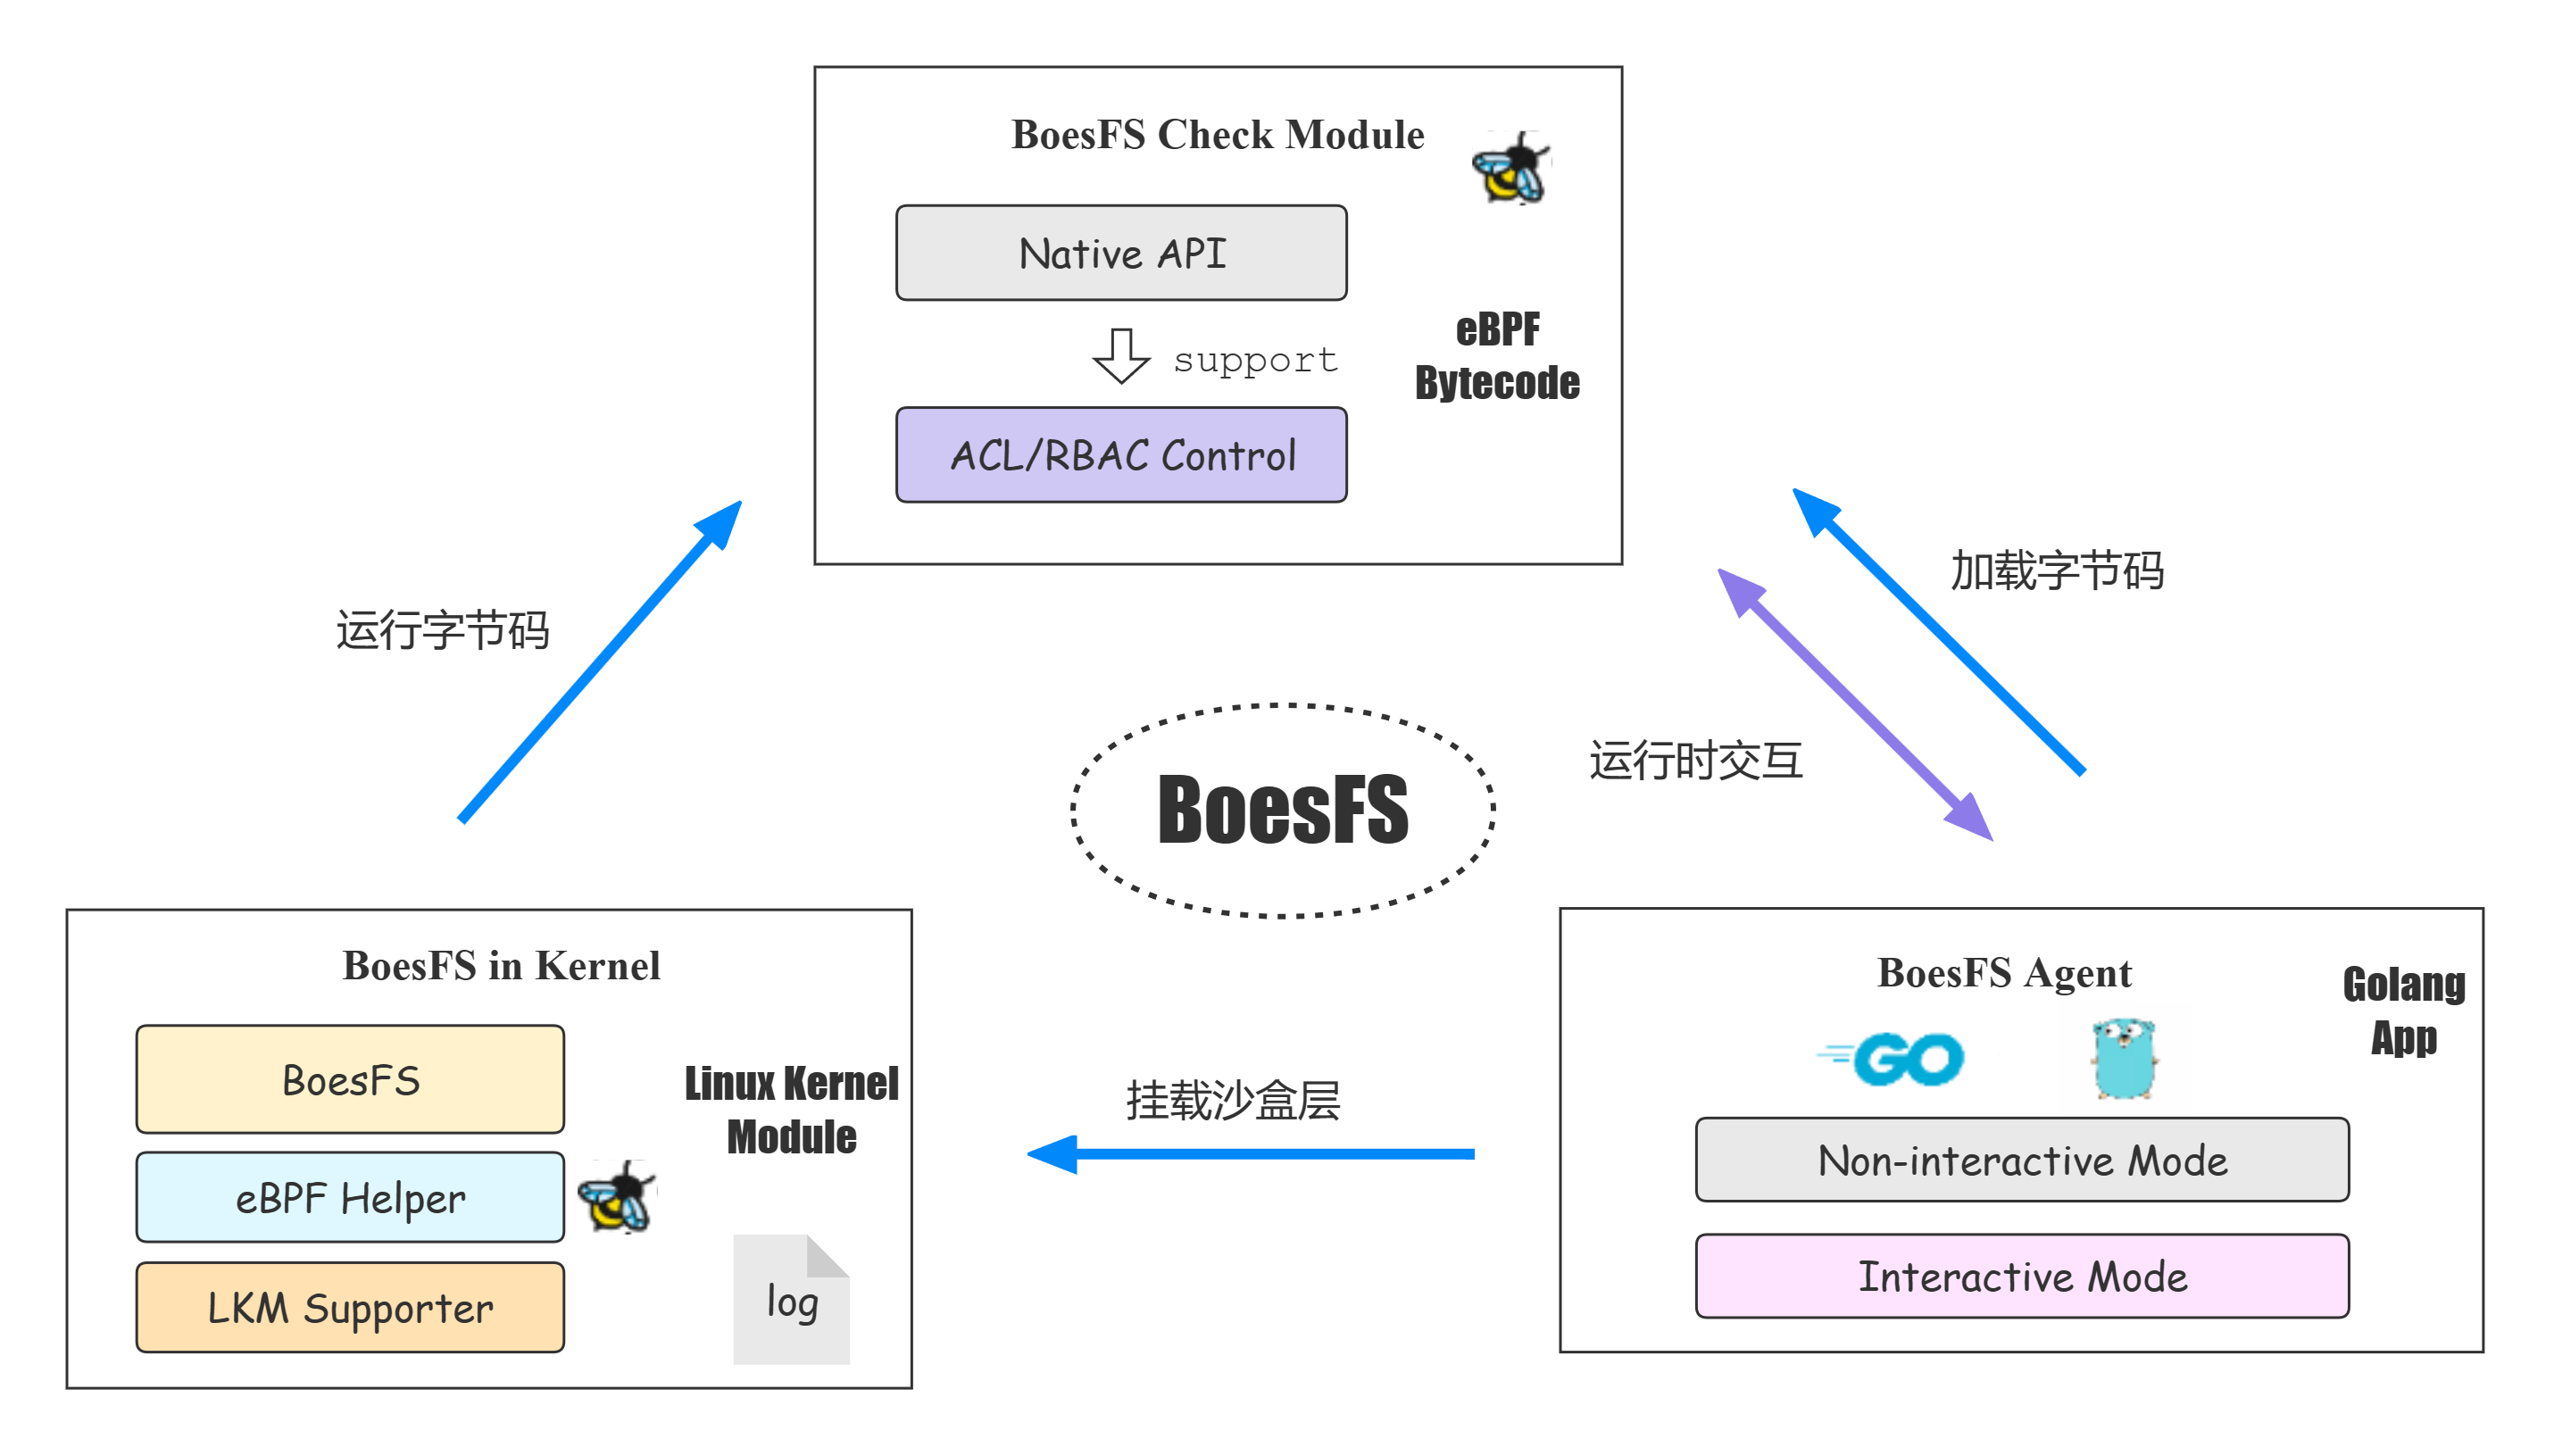 BoesFS Check Module
Native API
support
ACL/RBAC Control
eBPF
Bytecode
运行字节码
加载字节码
运行时交互
BoesFS
BoesFS in Kernel
BoesFS
eBPF Helper
LKM Supporter
Linux Kernel
Module
log
挂载沙盒层
BoesFS Agent
Golang
App
GO
Non-interactive Mode
Interactive Mode